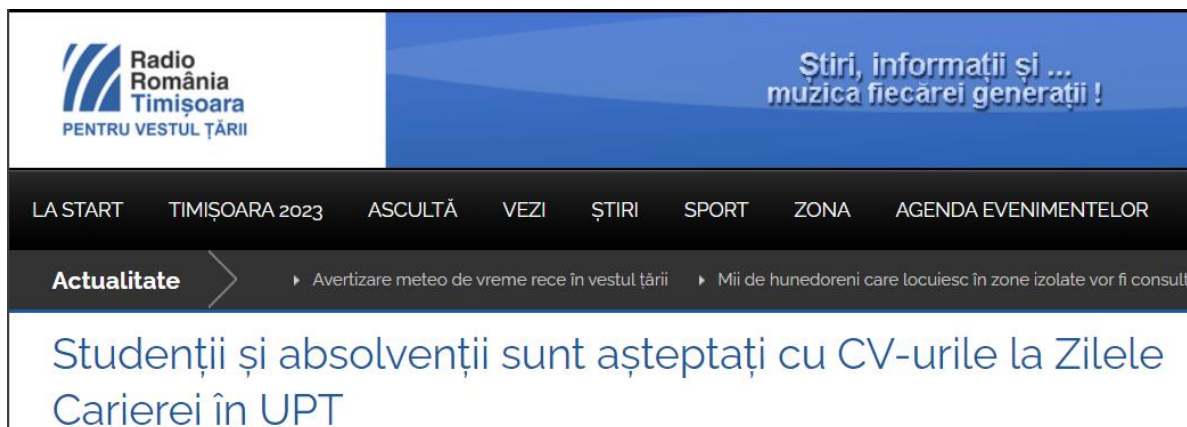 Radio
România
Timișoara
PENTRU VESTUL ȚĂRII
Știri, informații și ...
muzica fiecărei generații !
LA START TIMIȘOARA 2023 ASCULTĂ VEZI ȘTIRI SPORT ZONA AGENDA EVENIMENTELOR
Actualitate Avertizare meteo de vreme rece în vestul țării Mii de hunedoreni care locuiesc în zone izolate vor fi consult
Studenții și absolvenții sunt așteptați cu CV-urile la Zilele
Carierei în UPT